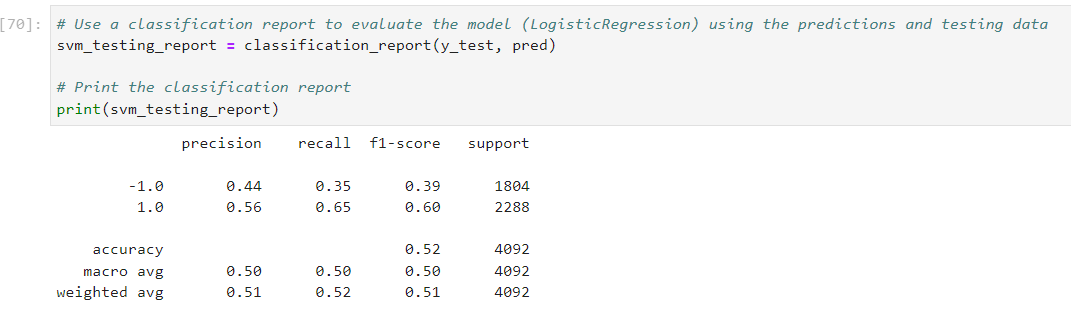 [70]: # Use a classification report to evaluate the model (LogisticRegression) using the predictions and testing data
svm_testing_report = classification_report(y_test, pred)
# Print the classification report
print(svm_testing_report)
precision recall f1-score support
-1.0 0.44 0.35 0.39 1804
1.0 0.56 0.65 0.60 2288
accuracy 0.52 4092
macro avg 0.50 0.50 0.50 4092
weighted avg 0.51 0.52 0.51 4092